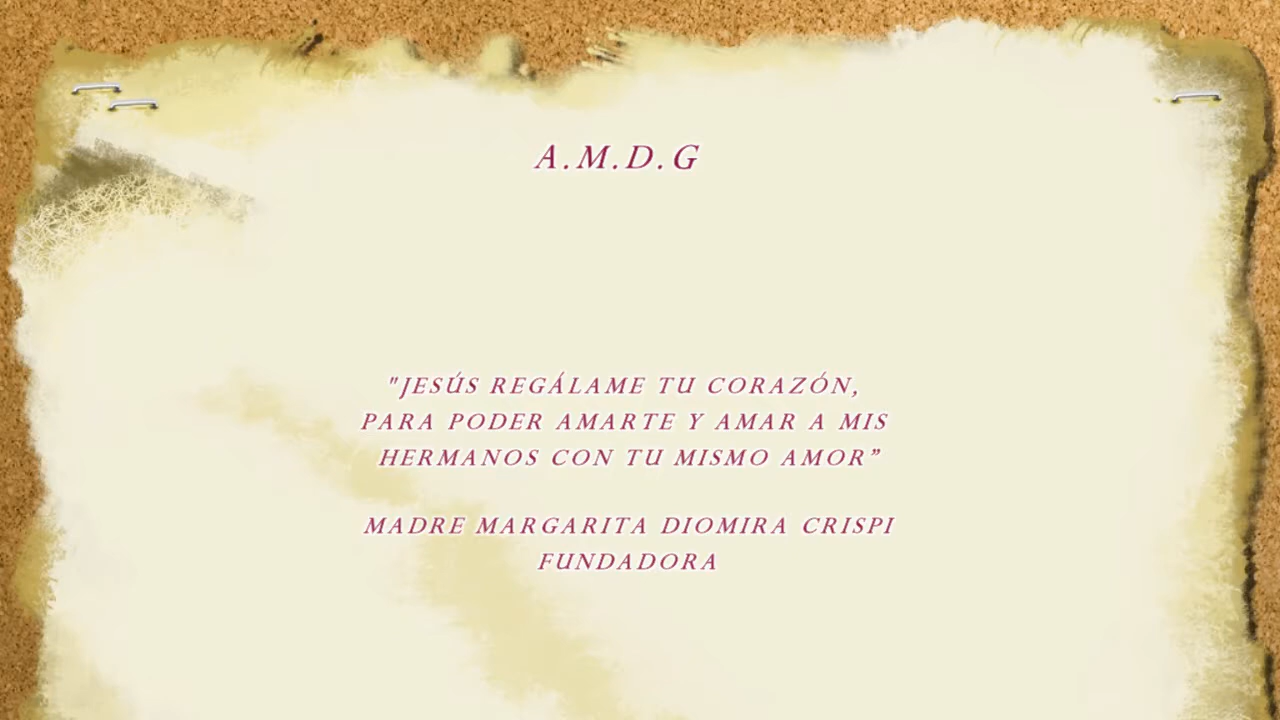 A.M.D.G
"JESÚS REGÁLAME TU CORAZÓN,
PARA PODER AMARTE Y AMAR A MIS
HERMANOS CON TU MISMO AMOR”
MADRE MARGARITA DIOMIRA CRISPI
FUNDADORA